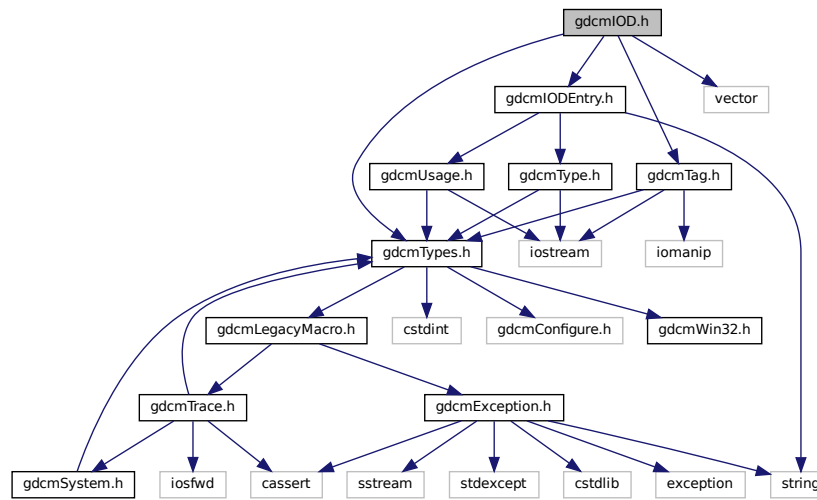 gdcmIOD.h
gdcmIODEntry.h
vector
gdcmUsage.h
gdcmType.h
gdcmTag.h
gdcmTypes.h
iostream
iomanip
gdcmLegacyMacro.h
cstdint
gdcmConfigure.h
gdcmWin32.h
gdcmTrace.h
gdcmException.h
gdcmSystem.h
iosfwd
cassert
sstream
stdexcept
cstdlib
exception
string